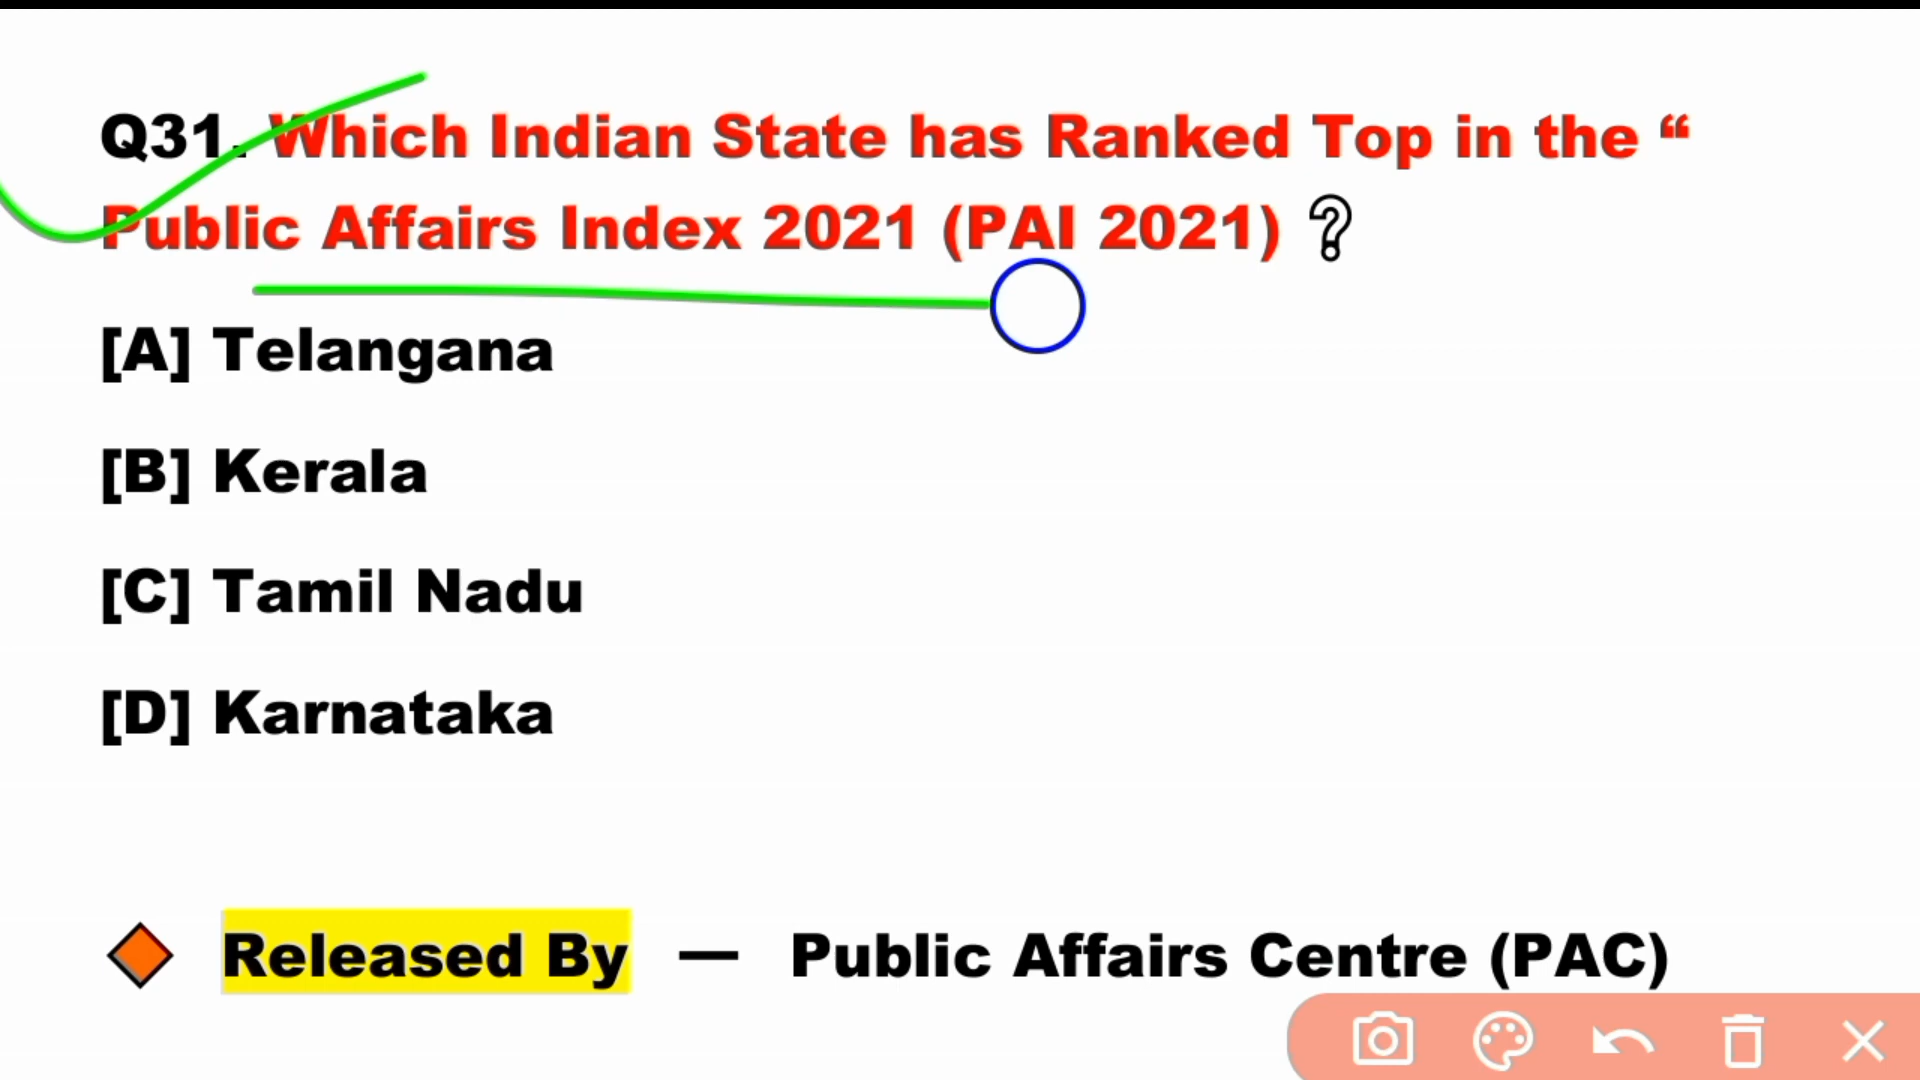 Q31. Which Indian State has Ranked Top in the “
Public Affairs Index 2021 (PAI 2021) ?
[A] Telangana
[B] Kerala
[C] Tamil Nadu
[D] Karnataka
Released By — Public Affairs Centre (PAC)